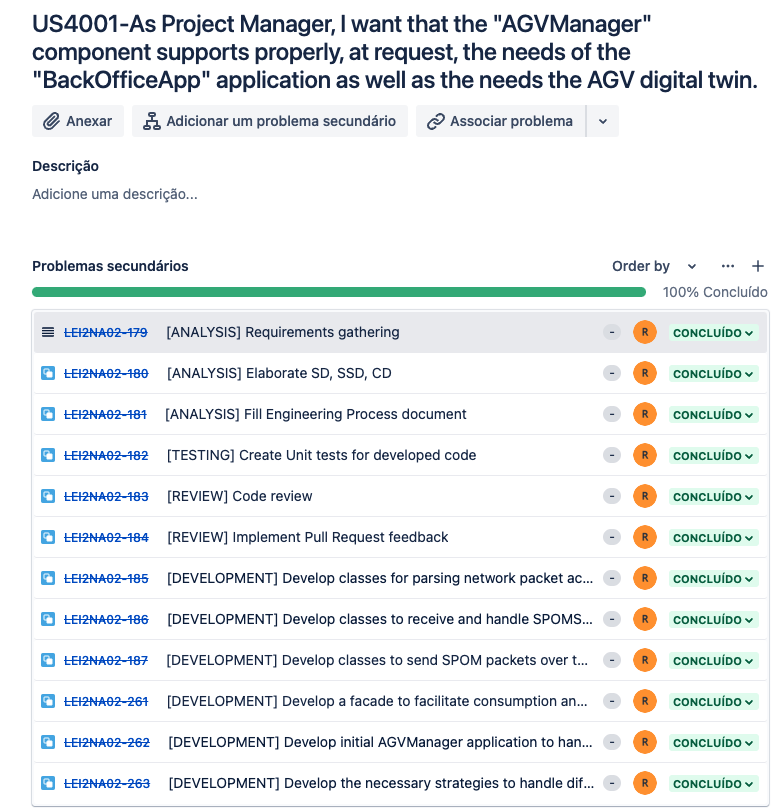 US4001-As Project Manager, I want that the "AGVManager"
component supports properly, at request, the needs of the
"BackOfficeApp" application as well as the needs the AGV digital twin.
Anexar Adicionar um problema secundário Associar problema
Descrição
Adicione uma descrição...
Problemas secundários Order by
100% Concluído
LEI2NA02-179 [ANALYSIS] Requirements gathering - R CONCLUÍDO
LEI2NA02-180 [ANALYSIS] Elaborate SD, SSD, CD - R CONCLUÍDO
LEI2NA02-181 [ANALYSIS] Fill Engineering Process document - R CONCLUÍDO
LEI2NA02-182 [TESTING] Create Unit tests for developed code - R CONCLUÍDO
LEI2NA02-183 [REVIEW] Code review - R CONCLUÍDO
LEI2NA02-184 [REVIEW] Implement Pull Request feedback - R CONCLUÍDO
LEI2NA02-185 [DEVELOPMENT] Develop classes for parsing network packet ac... - R CONCLUÍDO
LEI2NA02-186 [DEVELOPMENT] Develop classes to receive and handle SPOMS... - R CONCLUÍDO
LEI2NA02-187 [DEVELOPMENT] Develop classes to send SPOM packets over t... - R CONCLUÍDO
LEI2NA02-261 [DEVELOPMENT] Develop a facade to facilitate consumption an... - R CONCLUÍDO
LEI2NA02-262 [DEVELOPMENT] Develop initial AGVManager application to han... - R CONCLUÍDO
LEI2NA02-263 [DEVELOPMENT] Develop the necessary strategies to handle dif... - R CONCLUÍDO